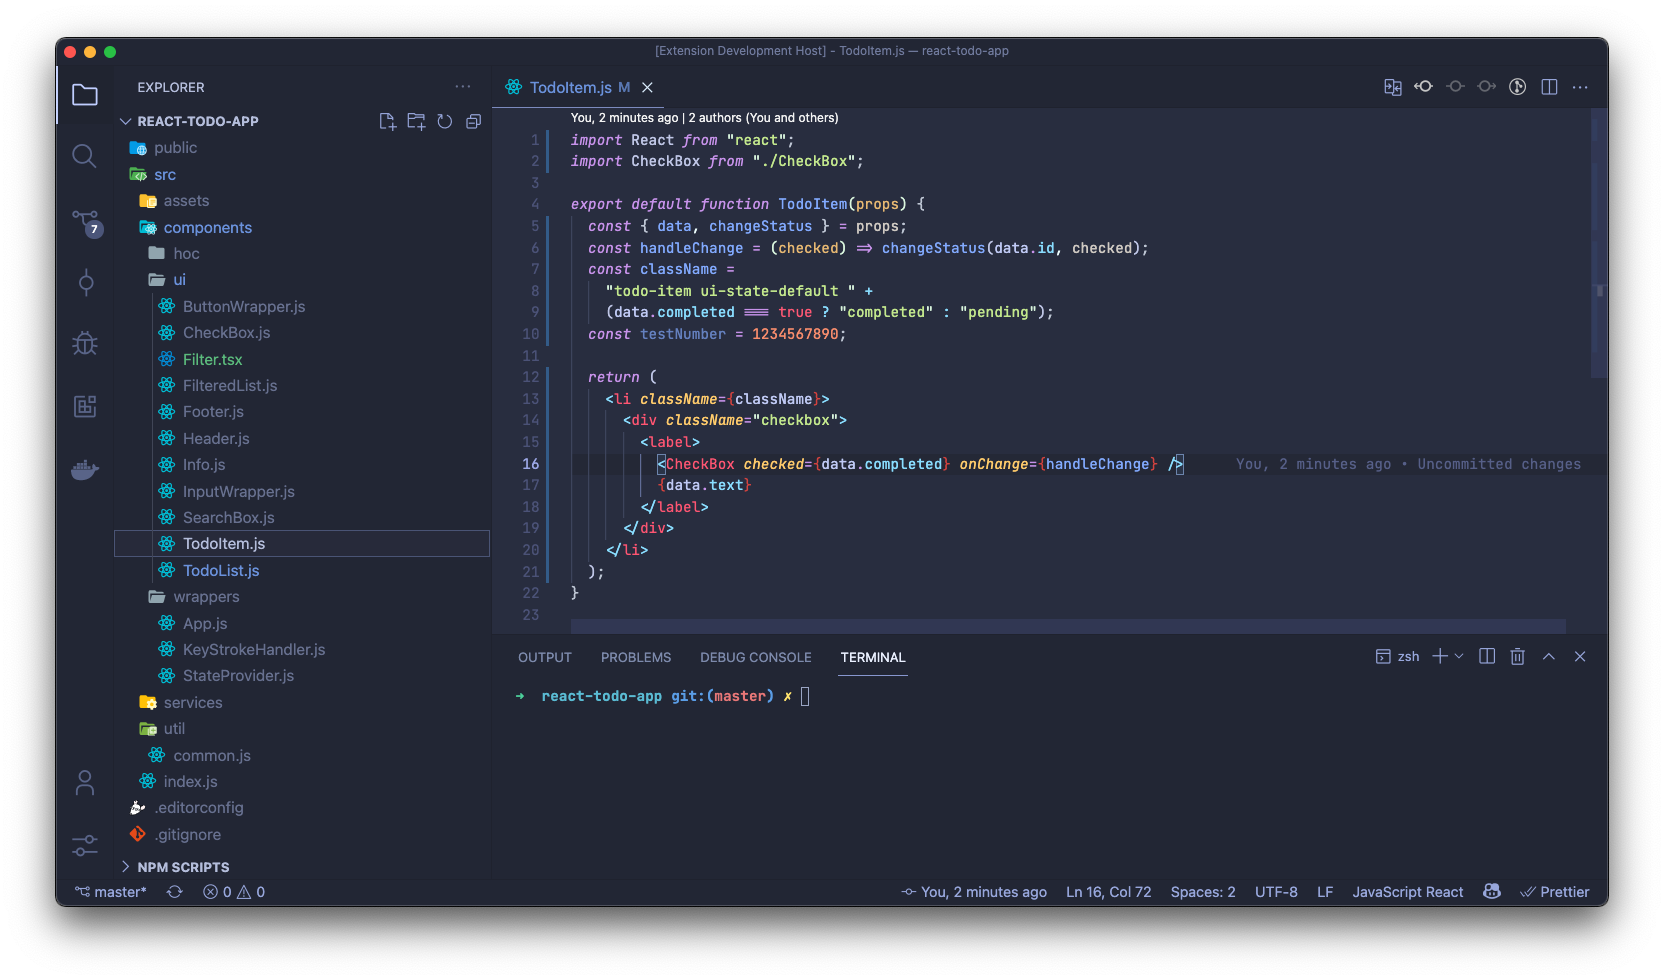 [Extension Development Host] - TodoItem.js — react-todo-app
EXPLORER
REACT-TODO-APP
public
src
assets
components
hoc
ui
ButtonWrapper.js
CheckBox.js
Filter.tsx
FilteredList.js
Footer.js
Header.js
Info.js
InputWrapper.js
SearchBox.js
TodoItem.js
TodoList.js
wrappers
App.js
KeyStrokeHandler.js
StateProvider.js
services
util
common.js
index.js
.editorconfig
.gitignore
NPM SCRIPTS
7
TodoItem.js M
You, 2 minutes ago | 2 authors (You and others)
1 import React from "react";
2 import CheckBox from "./CheckBox";
3
4 export default function TodoItem(props) {
5 const { data, changeStatus } = props;
6 const handleChange = (checked) => changeStatus(data.id, checked);
7 const className =
8 "todo-item ui-state-default " +
9 (data.completed === true ? "completed" : "pending");
10 const testNumber = 1234567890;
11
12 return (
13 <li className={className}>
14 <div className="checkbox">
15 <label>
16 <CheckBox checked={data.completed} onChange={handleChange} /> You, 2 minutes ago • Uncommitted changes
17 {data.text}
18 </label>
19 </div>
20 </li>
21 );
22 }
23
OUTPUT PROBLEMS DEBUG CONSOLE TERMINAL zsh
➜ react-todo-app git:(master) ✗
master* 0 0 You, 2 minutes ago Ln 16, Col 72 Spaces: 2 UTF-8 LF JavaScript React Prettier